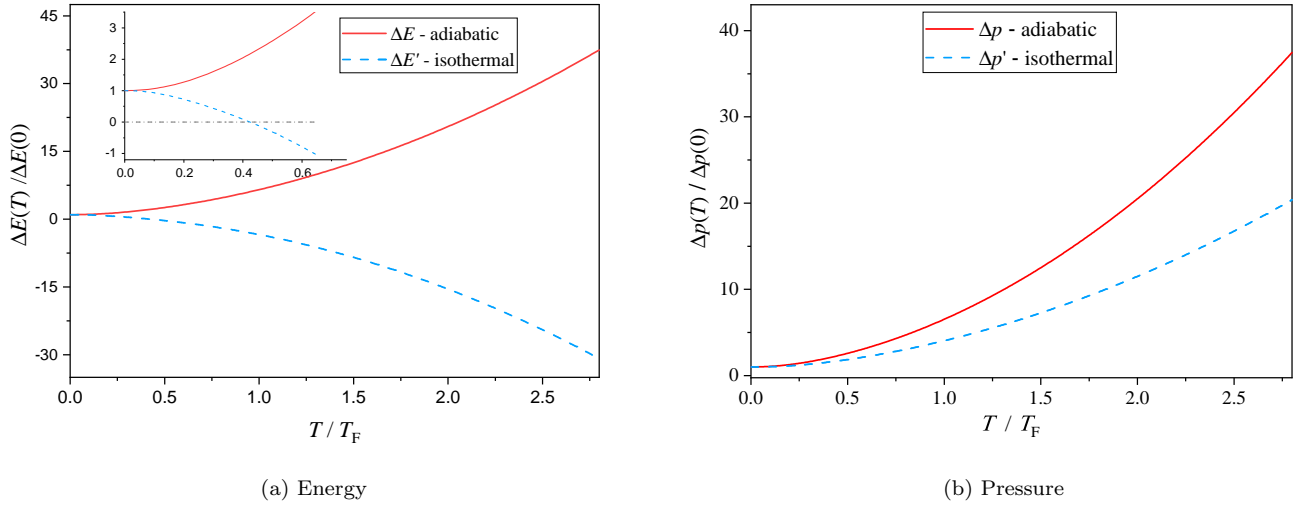 45
30
15
0
-15
-30
ΔE(T) /ΔE(0)
0.0 0.5 1.0 1.5 2.0 2.5
T / T_F
ΔE - adiabatic
ΔE' - isothermal
3
2
1
0
-1
0.0 0.2 0.4 0.6
(a) Energy
40
30
20
10
0
Δp(T) / Δp(0)
0.0 0.5 1.0 1.5 2.0 2.5
T / T_F
Δp - adiabatic
Δp' - isothermal
(b) Pressure